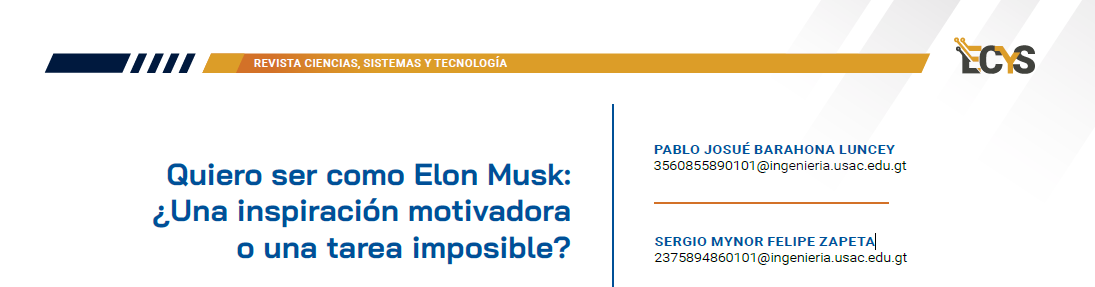 REVISTA CIENCIAS, SISTEMAS Y TECNOLOGÍA
ECYS
Quiero ser como Elon Musk:
¿Una inspiración motivadora
o una tarea imposible?
PABLO JOSUÉ BARAHONA LUNCEY
3560855890101@ingenieria.usac.edu.gt
SERGIO MYNOR FELIPE ZAPETA
2375894860101@ingenieria.usac.edu.gt